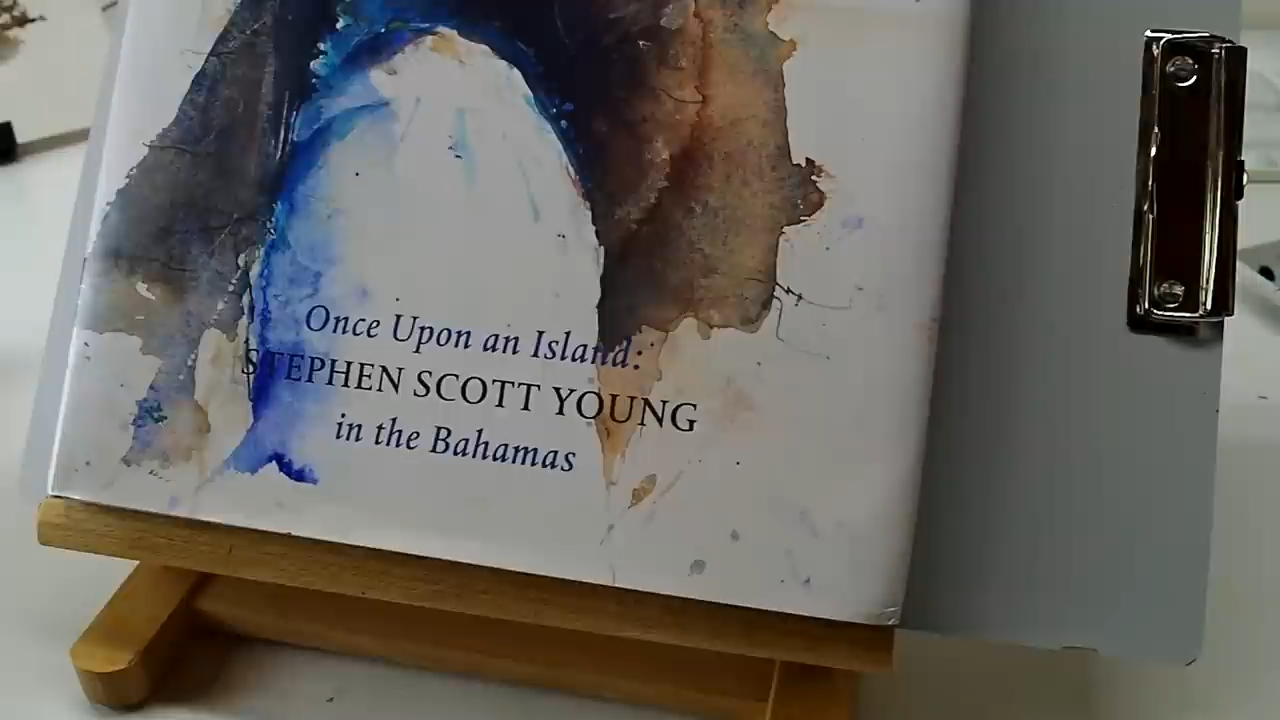 Once Upon an Island:
STEPHEN SCOTT YOUNG
in the Bahamas